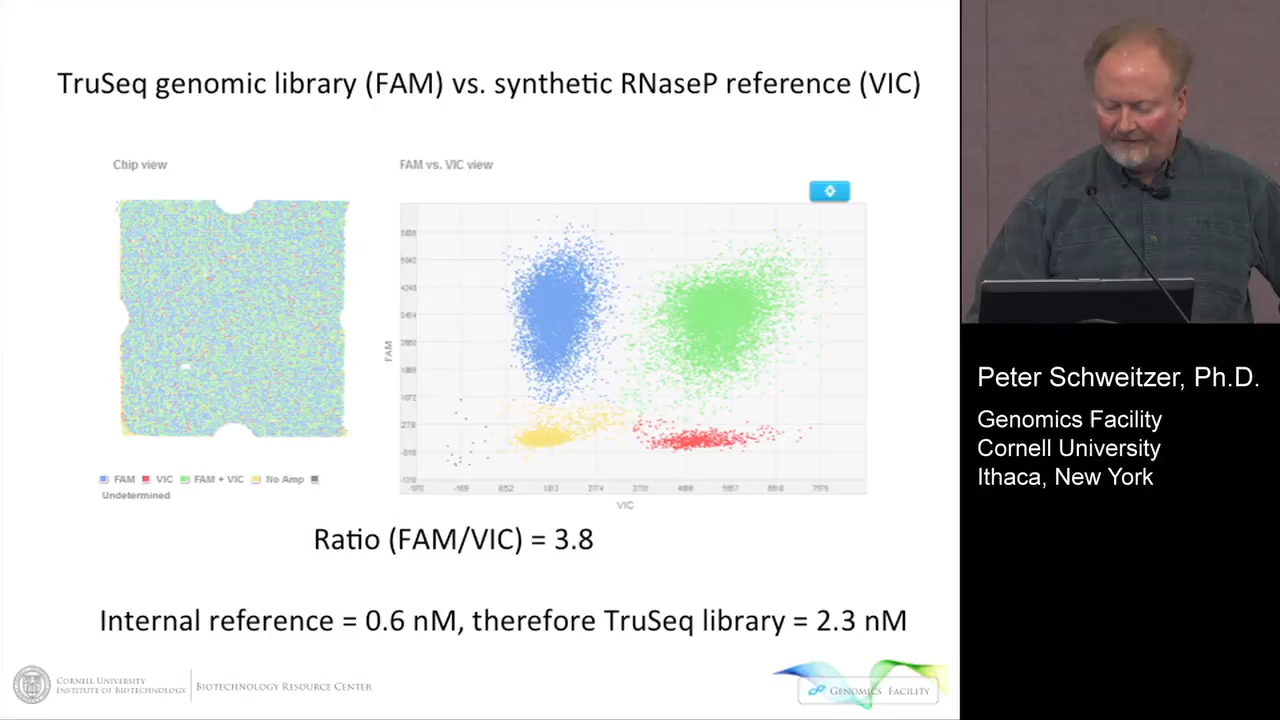 TruSeq genomic library (FAM) vs. synthetic RNaseP reference (VIC)
Chip view
FAM vs. VIC view
FAM
VIC
FAM VIC FAM + VIC No Amp
Undetermined
Ratio (FAM/VIC) = 3.8
Internal reference = 0.6 nM, therefore TruSeq library = 2.3 nM
CORNELL UNIVERSITY
INSTITUTE OF BIOTECHNOLOGY
BIOTECHNOLOGY RESOURCE CENTER
GENOMICS FACILITY
Peter Schweitzer, Ph.D.
Genomics Facility
Cornell University
Ithaca, New York